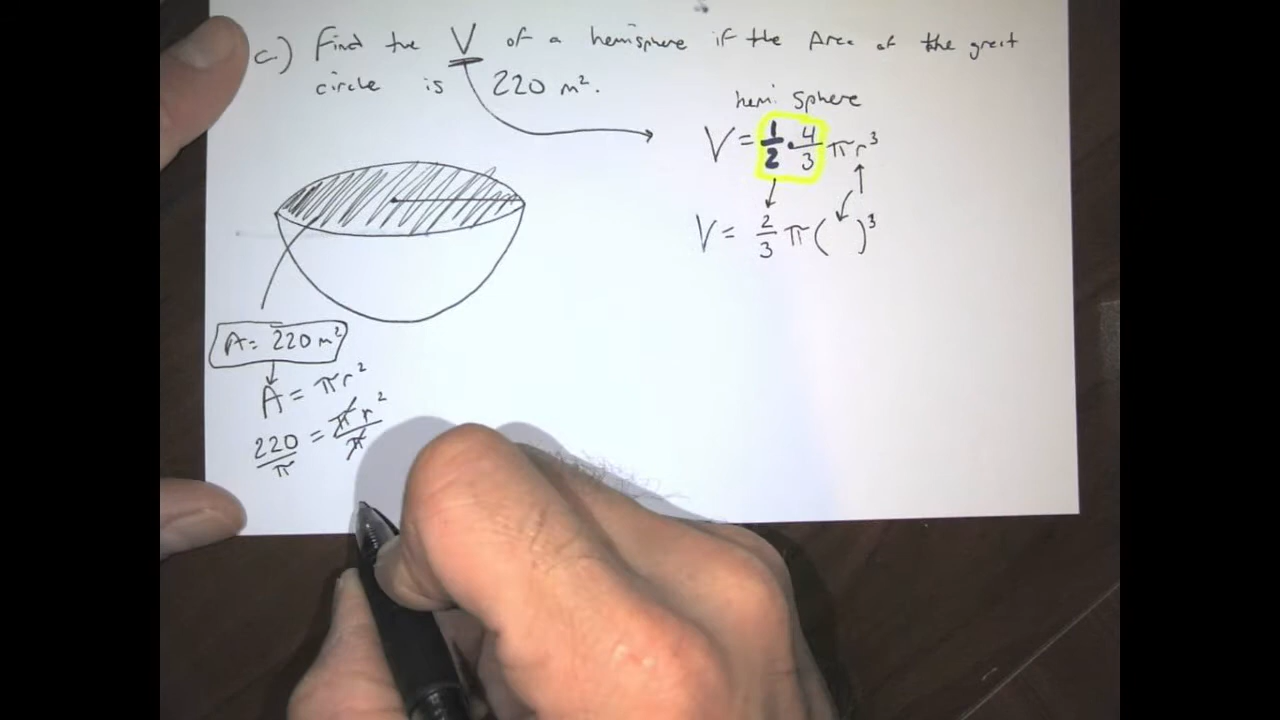 c.) Find the V of a hemisphere if the Area of the great
circle is 220 m².
hemi sphere
V = 1/2 · 4/3 πr³
V = 2/3 π( )³
A = 220 m²
A = πr²
220/π = πr²/π